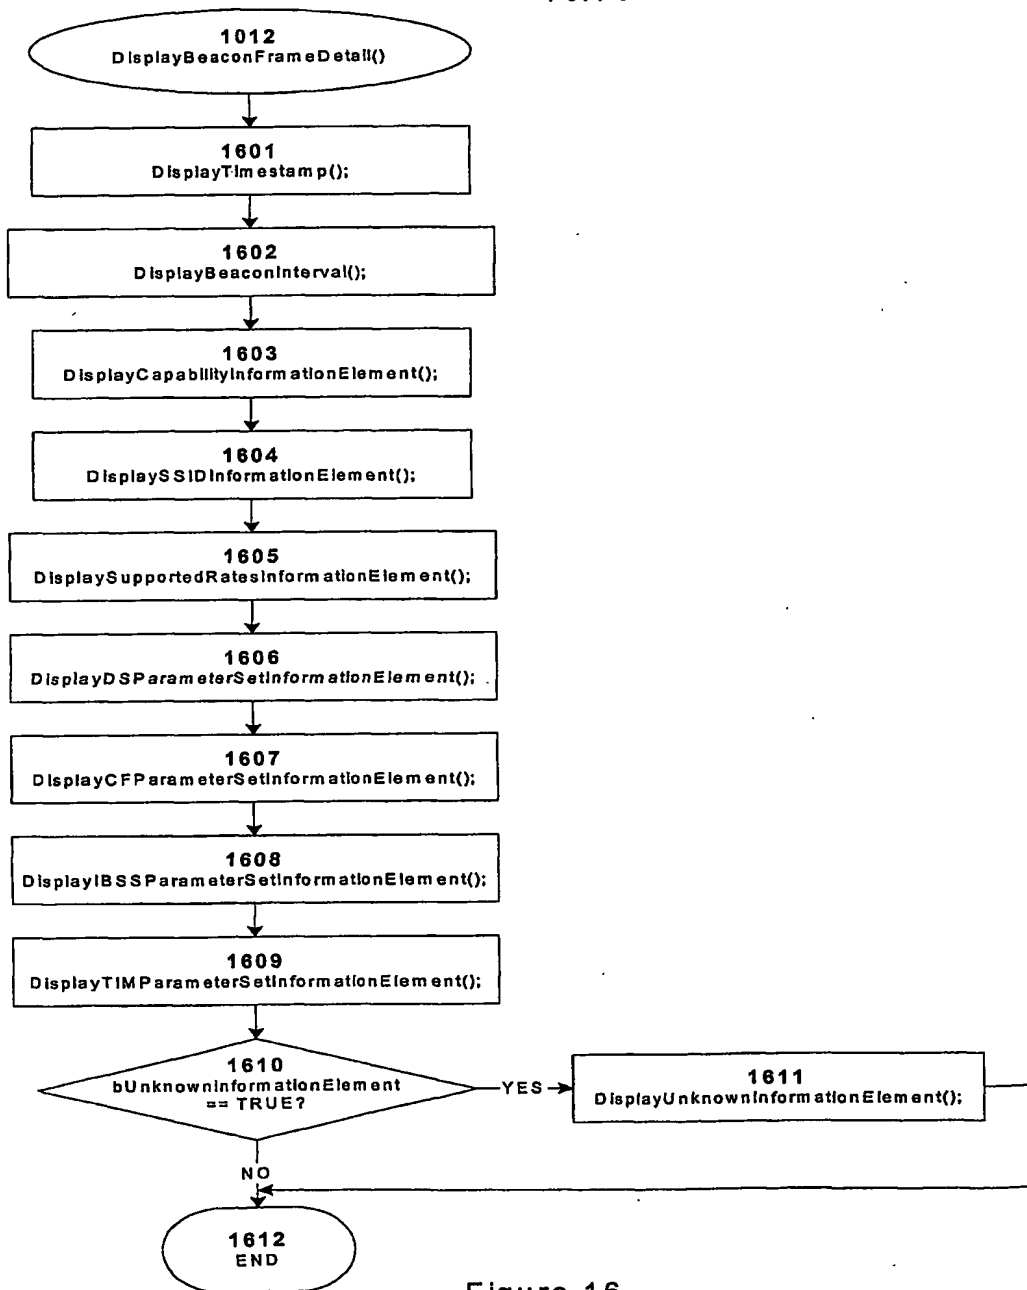 1012
DisplayBeaconFrameDetail()
1601
DisplayTimestamp();
1602
DisplayBeaconInterval();
1603
DisplayCapabilityInformationElement();
1604
DisplaySSIDInformationElement();
1605
DisplaySupportedRatesInformationElement();
1606
DisplayDSParameterSetInformationElement();
1607
DisplayCFParameterSetInformationElement();
1608
DisplayIBSSParameterSetInformationElement();
1609
DisplayTIMParameterSetInformationElement();
1610
bUnknownInformationElement
== TRUE?
YES
1611
DisplayUnknownInformationElement();
NO
1612
END
Figure 16